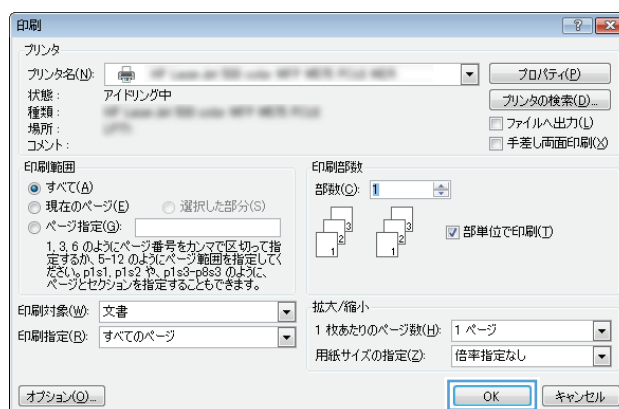 印刷
プリンタ
プリンタ名(N):
プロパティ(P)
状態： アイドリング中
プリンタの検索(D)...
種類：
場所：
ファイルへ出力(L)
コメント：
手差し両面印刷(X)
印刷範囲
すべて(A)
現在のページ(E) 選択した部分(S)
ページ指定(G):
1, 3, 6 のようにページ番号をカンマで区切って指
定するか、5-12 のようにページ範囲を指定してく
ださい。p1s1, p1s2 や、p1s3-p8s3 のように、
ページとセクションを指定することもできます。
印刷部数
部数(C): 1
1 2 3 1 2 3
部単位で印刷(T)
印刷対象(W): 文書
印刷指定(R): すべてのページ
拡大/縮小
1 枚あたりのページ数(H): 1 ページ
用紙サイズの指定(Z): 倍率指定なし
オプション(O)...
OK キャンセル